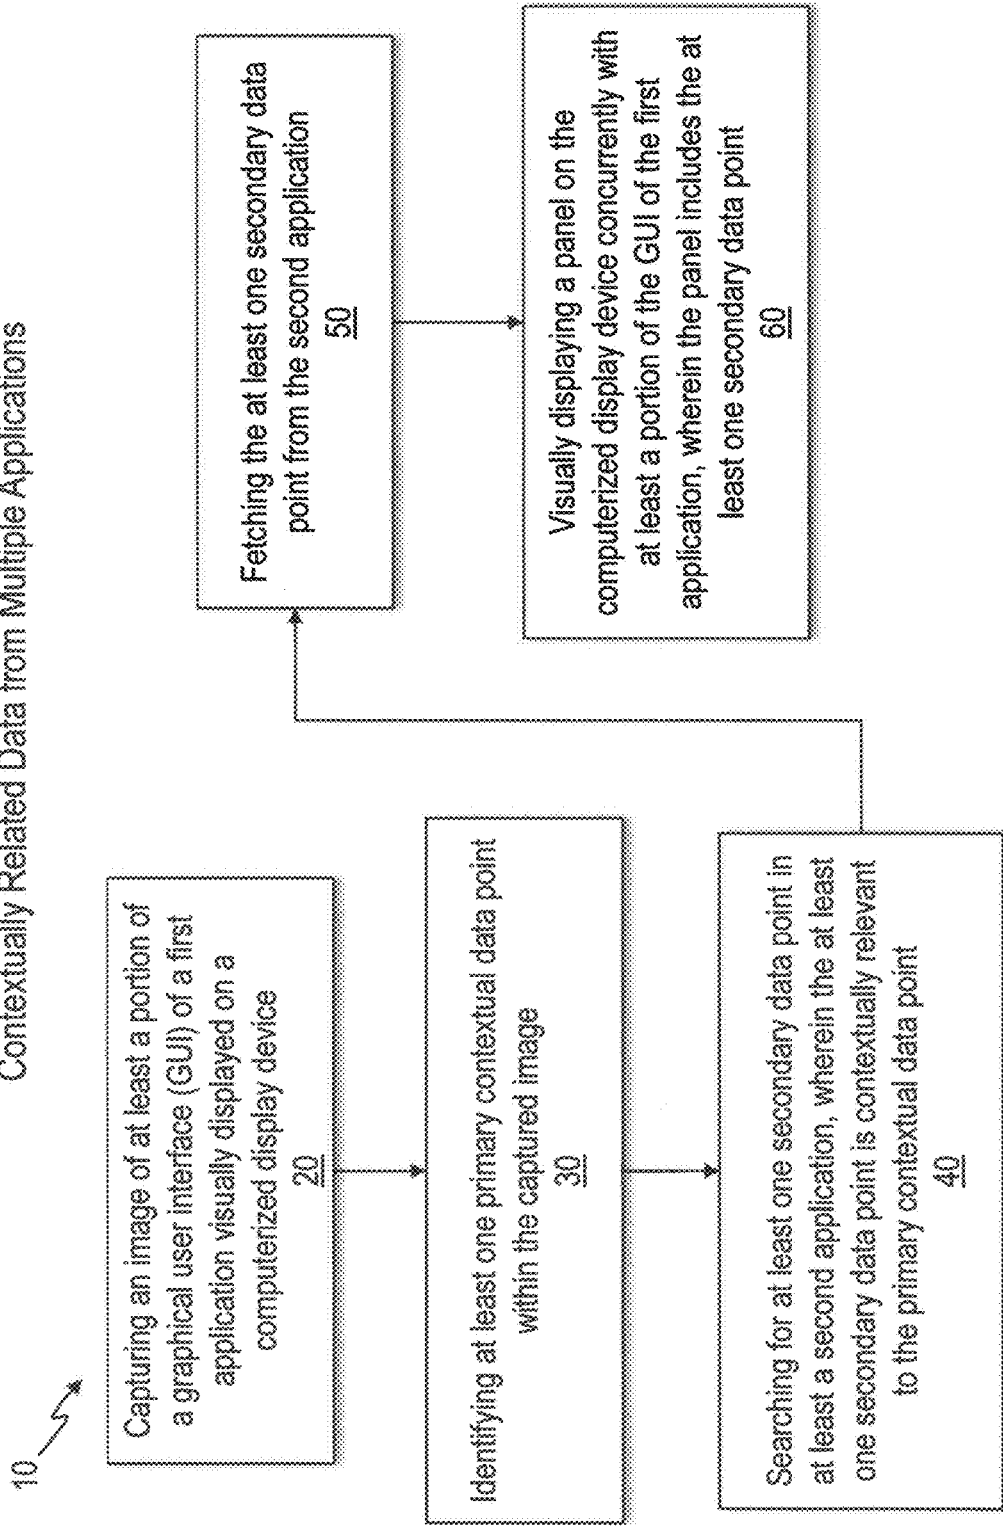 Contextually Related Data from Multiple Applications
10
Capturing an image of at least a portion of
a graphical user interface (GUI) of a first
application visually displayed on a
computerized display device
20
Identifying at least one primary contextual data point
within the captured image
30
Searching for at least one secondary data point in
at least a second application, wherein the at least
one secondary data point is contextually relevant
to the primary contextual data point
40
Fetching the at least one secondary data
point from the second application
50
Visually displaying a panel on the
computerized display device concurrently with
at least a portion of the GUI of the first
application, wherein the panel includes the at
least one secondary data point
60